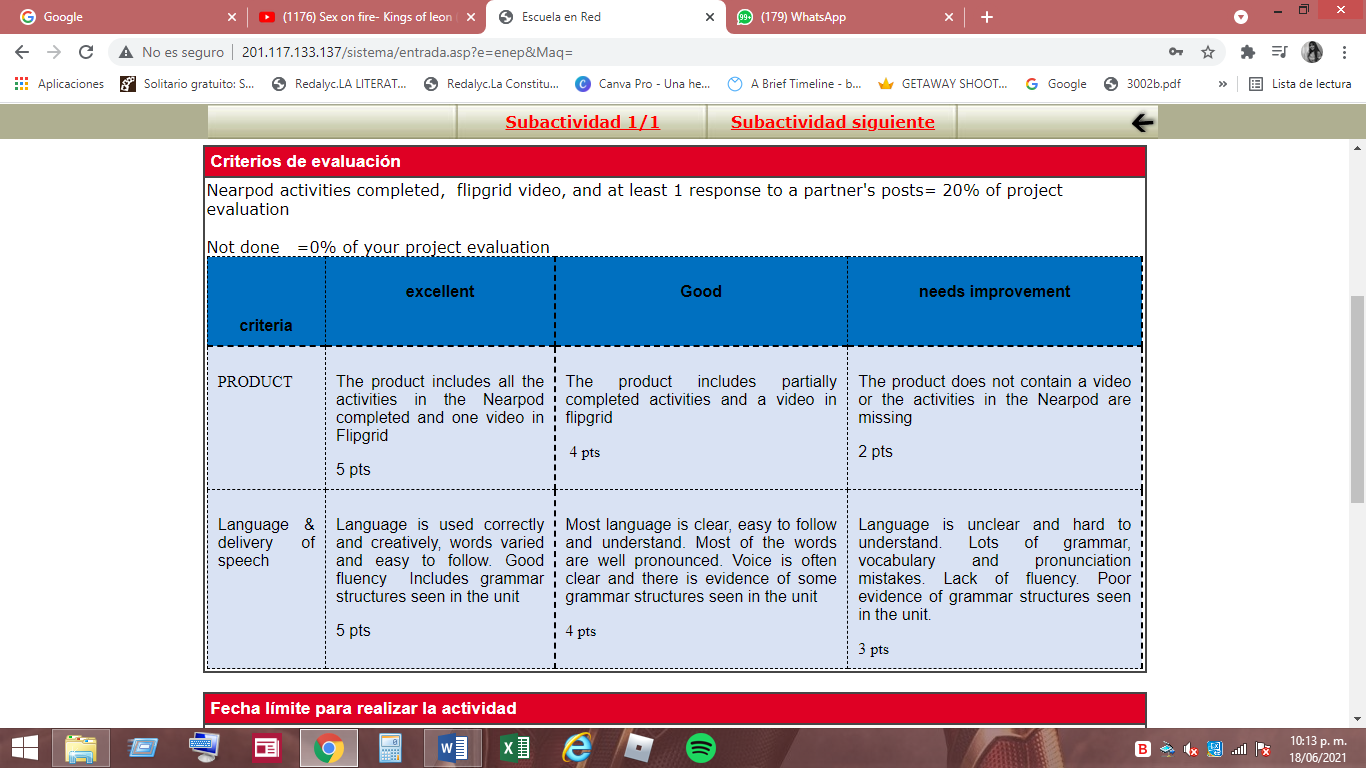 Google
(1176) Sex on fire- Kings of leon
Escuela en Red
99+
(179) WhatsApp
No es seguro
201.117.133.137/sistema/entrada.asp?e=enep&Maq=
Aplicaciones
Solitario gratuito: S...
Redalyc.LA LITERAT...
Redalyc.La Constitu...
Canva Pro - Una he...
A Brief Timeline - b...
GETAWAY SHOOT...
Google
3002b.pdf
»
Lista de lectura
Subactividad 1/1
Subactividad siguiente
Criterios de evaluación
Nearpod activities completed, flipgrid video, and at least 1 response to a partner's posts= 20% of project
evaluation
Not done =0% of your project evaluation
criteria
excellent
Good
needs improvement
PRODUCT
The product includes all the
activities in the Nearpod
completed and one video in
Flipgrid
5 pts
The product includes partially
completed activities and a video in
flipgrid
4 pts
The product does not contain a video
or the activities in the Nearpod are
missing
2 pts
Language &
delivery of
speech
Language is used correctly
and creatively, words varied
and easy to follow. Good
fluency Includes grammar
structures seen in the unit
5 pts
Most language is clear, easy to follow
and understand. Most of the words
are well pronounced. Voice is often
clear and there is evidence of some
grammar structures seen in the unit
4 pts
Language is unclear and hard to
understand. Lots of grammar,
vocabulary and pronunciation
mistakes. Lack of fluency. Poor
evidence of grammar structures seen
in the unit.
3 pts
Fecha límite para realizar la actividad
10:13 p. m.
18/06/2021